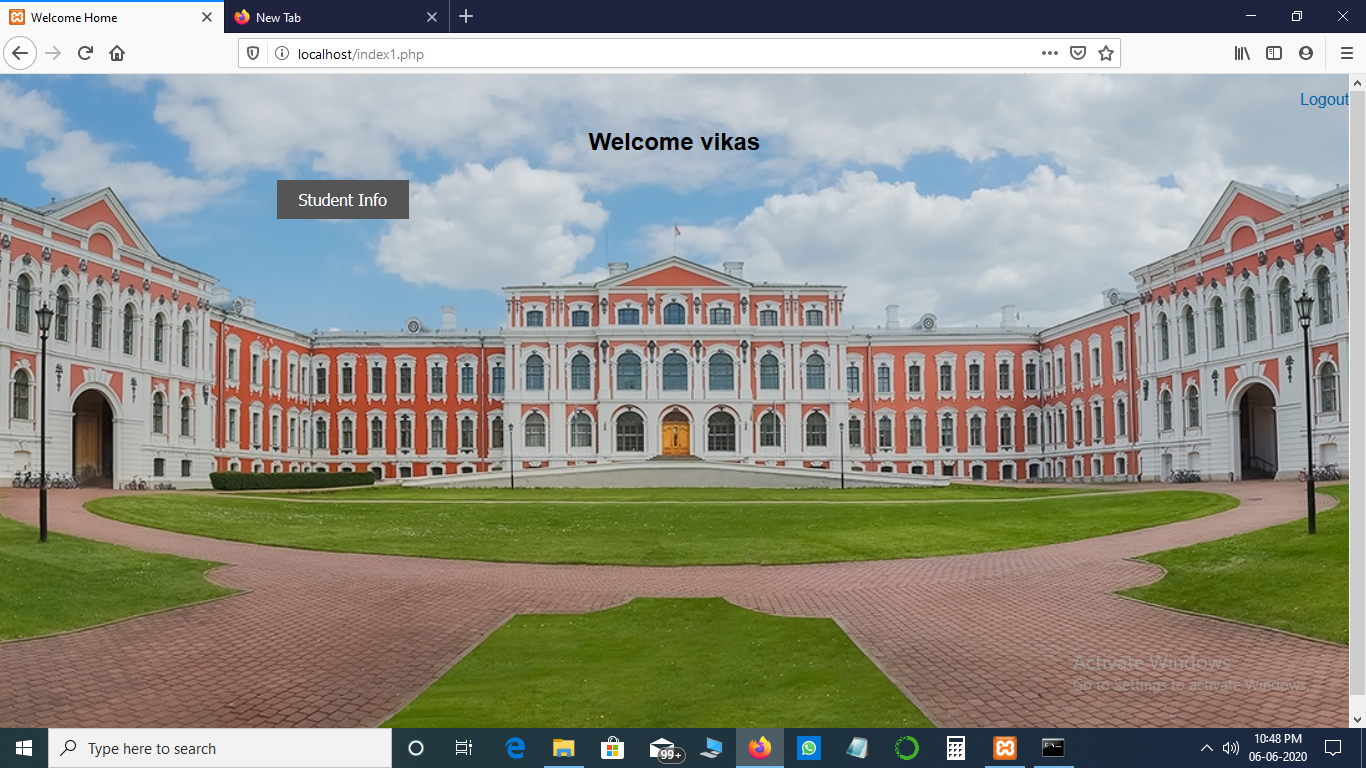 Welcome Home
New Tab
localhost/index1.php
Logout
Welcome vikas
Student Info
Activate Windows
Go to Settings to activate Windows.
Type here to search
99+
10:48 PM
06-06-2020